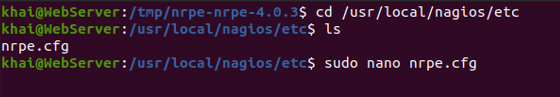 khai@WebServer:/tmp/nrpe-nrpe-4.0.3$ cd /usr/local/nagios/etc
khai@WebServer:/usr/local/nagios/etc$ ls
nrpe.cfg
khai@WebServer:/usr/local/nagios/etc$ sudo nano nrpe.cfg